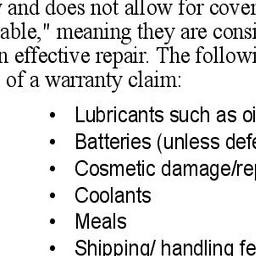 and does not allow for cover
able," meaning they are consi
n effective repair. The followi
of a warranty claim:
• Lubricants such as oi
• Batteries (unless defe
• Cosmetic damage/rep
• Coolants
• Meals
• Shipping/ handling fe